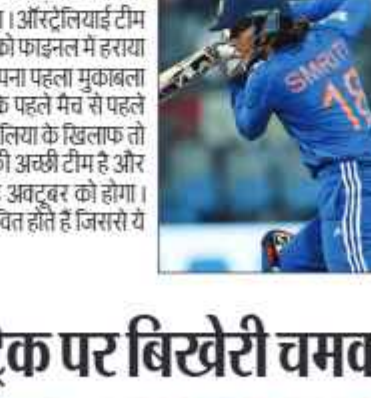 । ऑस्ट्रेलियाई टीम
को फाइनल में हराया
पना पहला मुकाबला
के पहले मैच से पहले
लिया के खिलाफ तो
की अच्छी टीम है और
अक्टूबर को होगा ।
वित होते हैं जिससे ये
SMRITI
18
ट्रैक पर बिखेरी चमक